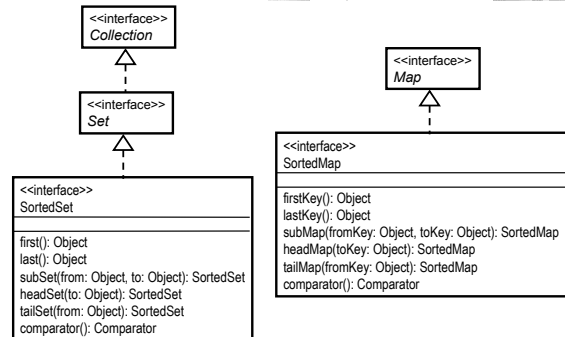 <<interface>>
Collection
<<interface>>
Set
<<interface>>
SortedSet
first(): Object
last(): Object
subSet(from: Object, to: Object): SortedSet
headSet(to: Object): SortedSet
tailSet(from: Object): SortedSet
comparator(): Comparator
<<interface>>
Map
<<interface>>
SortedMap
firstKey(): Object
lastKey(): Object
subMap(fromKey: Object, toKey: Object): SortedMap
headMap(toKey: Object): SortedMap
tailMap(fromKey: Object): SortedMap
comparator(): Comparator